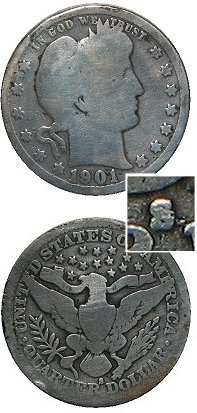 IN GOD WE TRUST
1901
UNITED STATES OF AMERICA
S
QUARTER DOLLAR
S